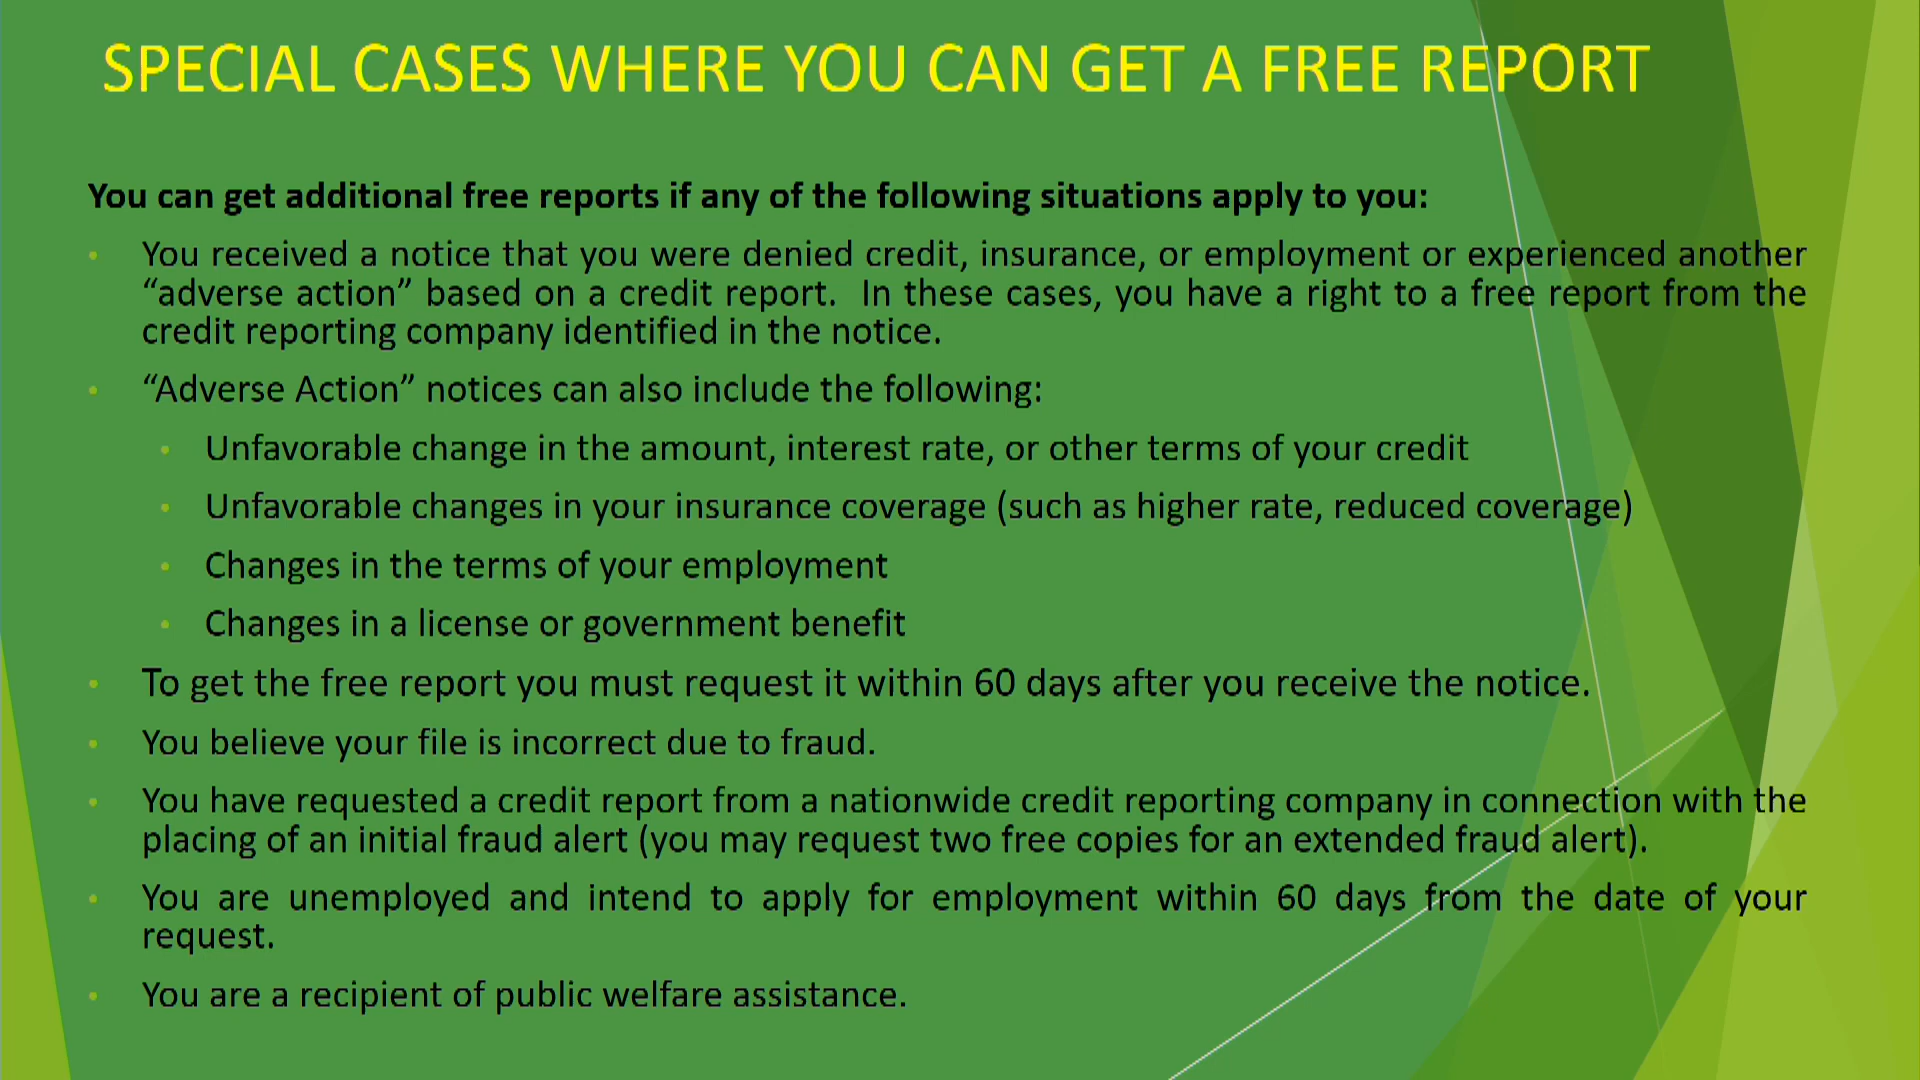 SPECIAL CASES WHERE YOU CAN GET A FREE REPORT
You can get additional free reports if any of the following situations apply to you:
• You received a notice that you were denied credit, insurance, or employment or experienced another
“adverse action” based on a credit report.  In these cases, you have a right to a free report from the
credit reporting company identified in the notice.
• “Adverse Action” notices can also include the following:
• Unfavorable change in the amount, interest rate, or other terms of your credit
• Unfavorable changes in your insurance coverage (such as higher rate, reduced coverage)
• Changes in the terms of your employment
• Changes in a license or government benefit
• To get the free report you must request it within 60 days after you receive the notice.
• You believe your file is incorrect due to fraud.
• You have requested a credit report from a nationwide credit reporting company in connection with the
placing of an initial fraud alert (you may request two free copies for an extended fraud alert).
• You are unemployed and intend to apply for employment within 60 days from the date of your
request.
• You are a recipient of public welfare assistance.